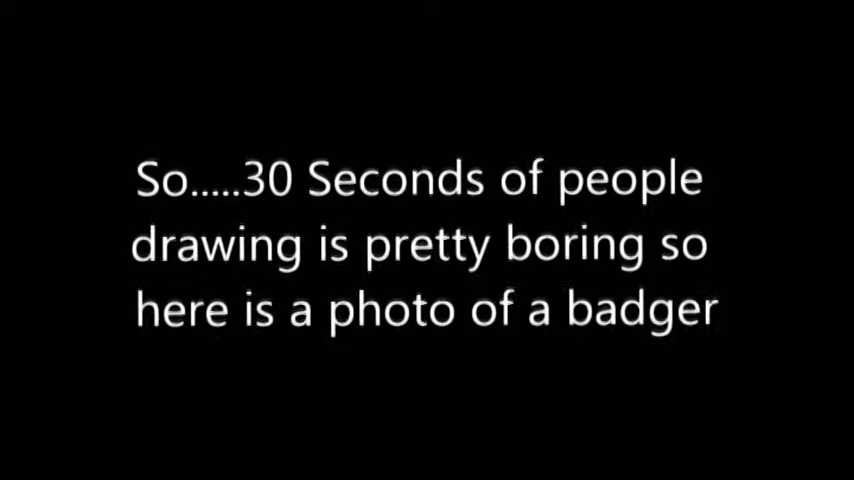 So.....30 Seconds of people
drawing is pretty boring so
here is a photo of a badger